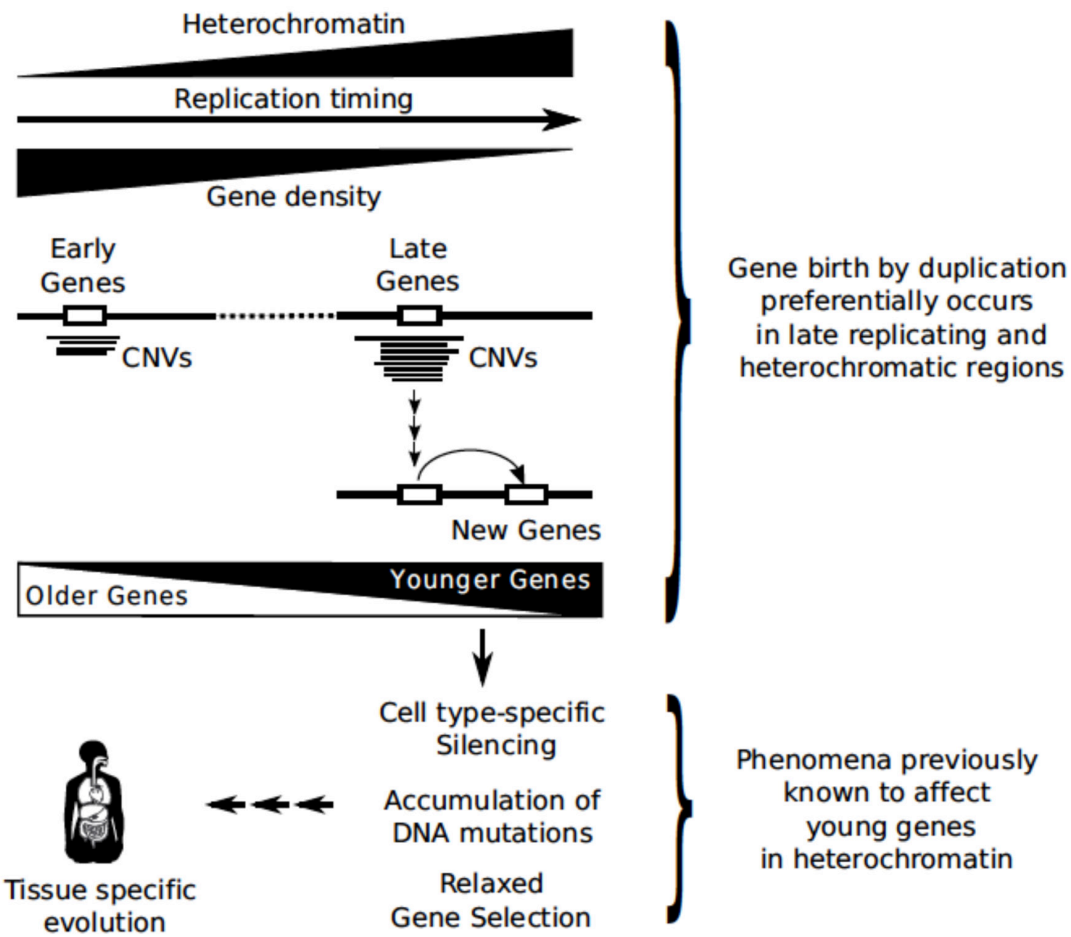 Heterochromatin
Replication timing
Gene density
Early
Genes
Late
Genes
CNVs
CNVs
New Genes
Older Genes
Younger Genes
Gene birth by duplication
preferentially occurs
in late replicating and
heterochromatic regions
Cell type-specific
Silencing
Accumulation of
DNA mutations
Relaxed
Gene Selection
Tissue specific
evolution
Phenomena previously
known to affect
young genes
in heterochromatin